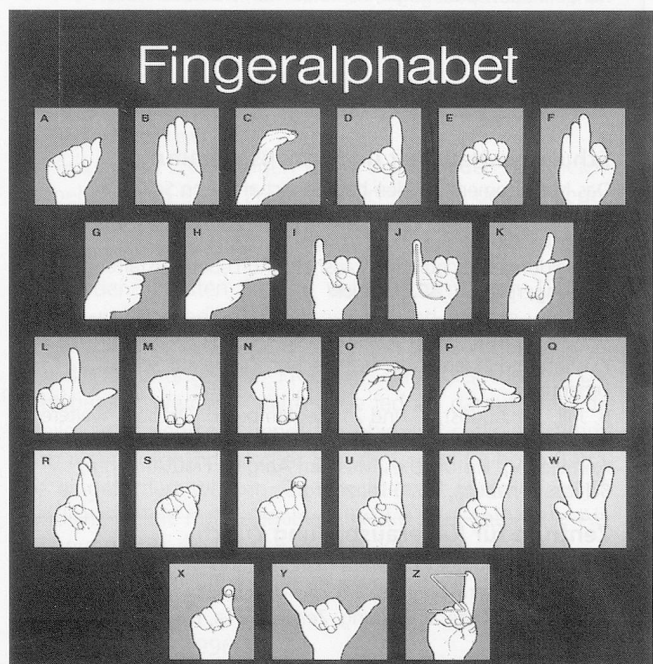 Fingeralphabet
A B C D E F
G H I J K
L M N O P Q
R S T U V W
X Y Z